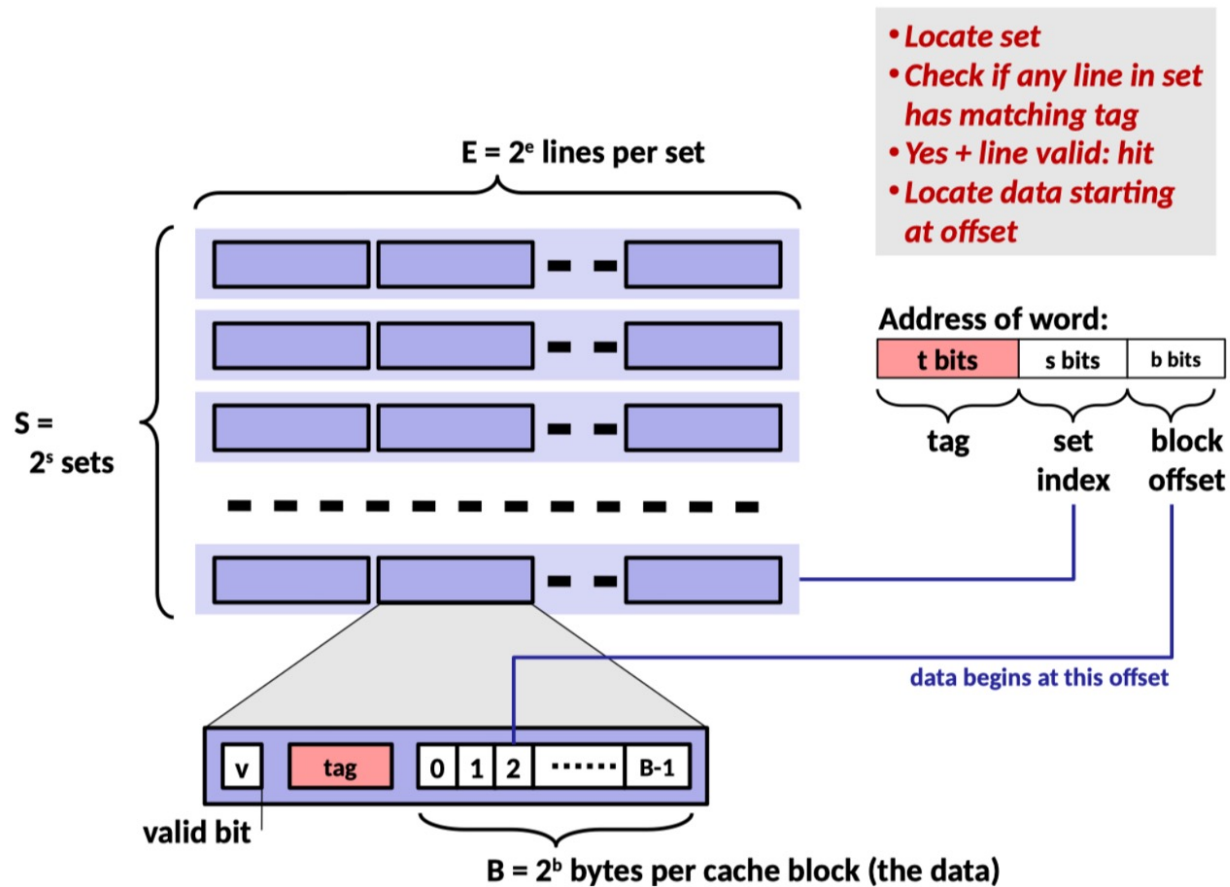 • Locate set
• Check if any line in set
has matching tag
• Yes + line valid: hit
• Locate data starting
at offset
E = 2ᵉ lines per set
Address of word:
t bits s bits b bits
tag set block
index offset
S =
2ˢ sets
data begins at this offset
v tag 0 1 2 ...... B-1
valid bit
B = 2ᵇ bytes per cache block (the data)